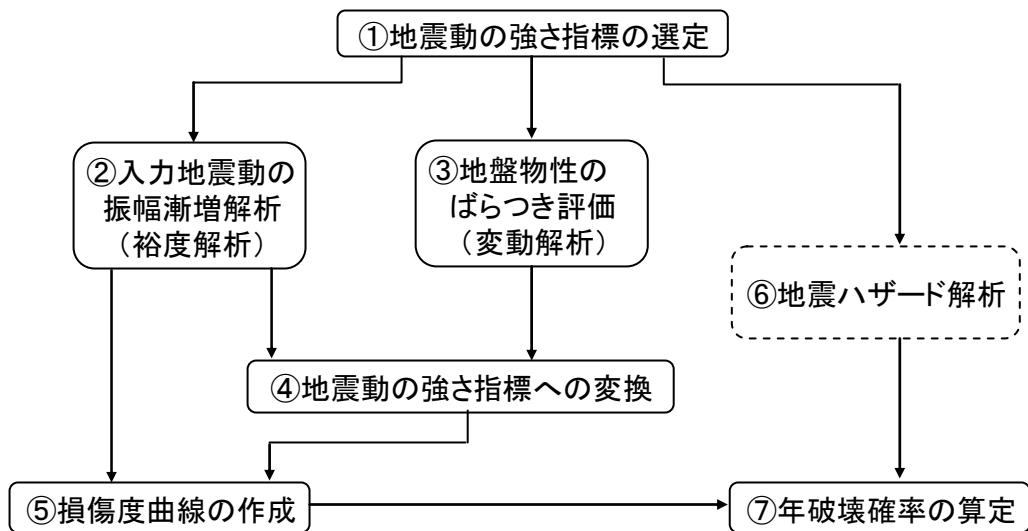 ①地震動の強さ指標の選定
②入力地震動の
振幅漸増解析
（裕度解析）
③地盤物性の
ばらつき評価
（変動解析）
⑥地震ハザード解析
④地震動の強さ指標への変換
⑤損傷度曲線の作成
⑦年破壊確率の算定